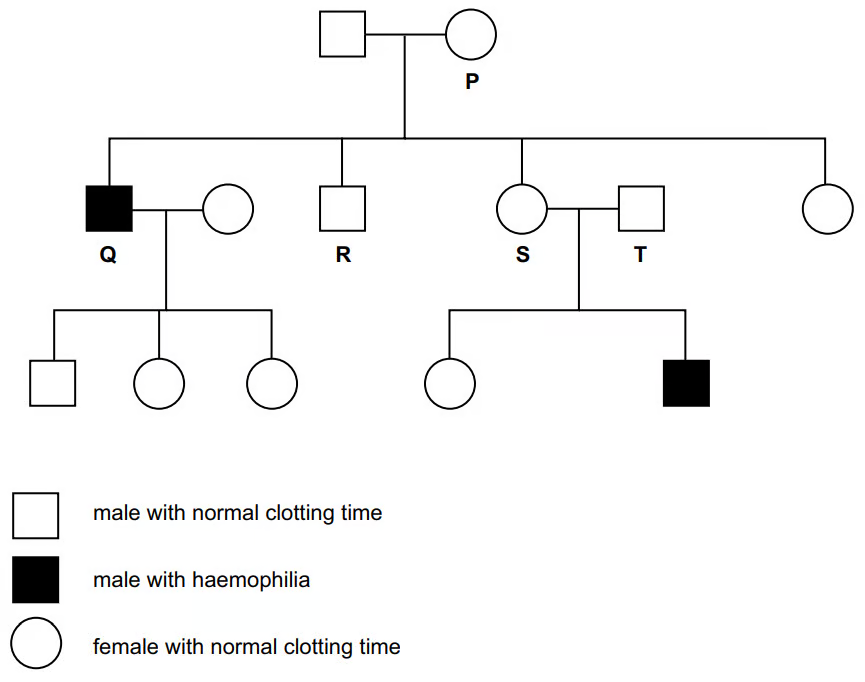 P
Q
R
S
T
male with normal clotting time
male with haemophilia
female with normal clotting time